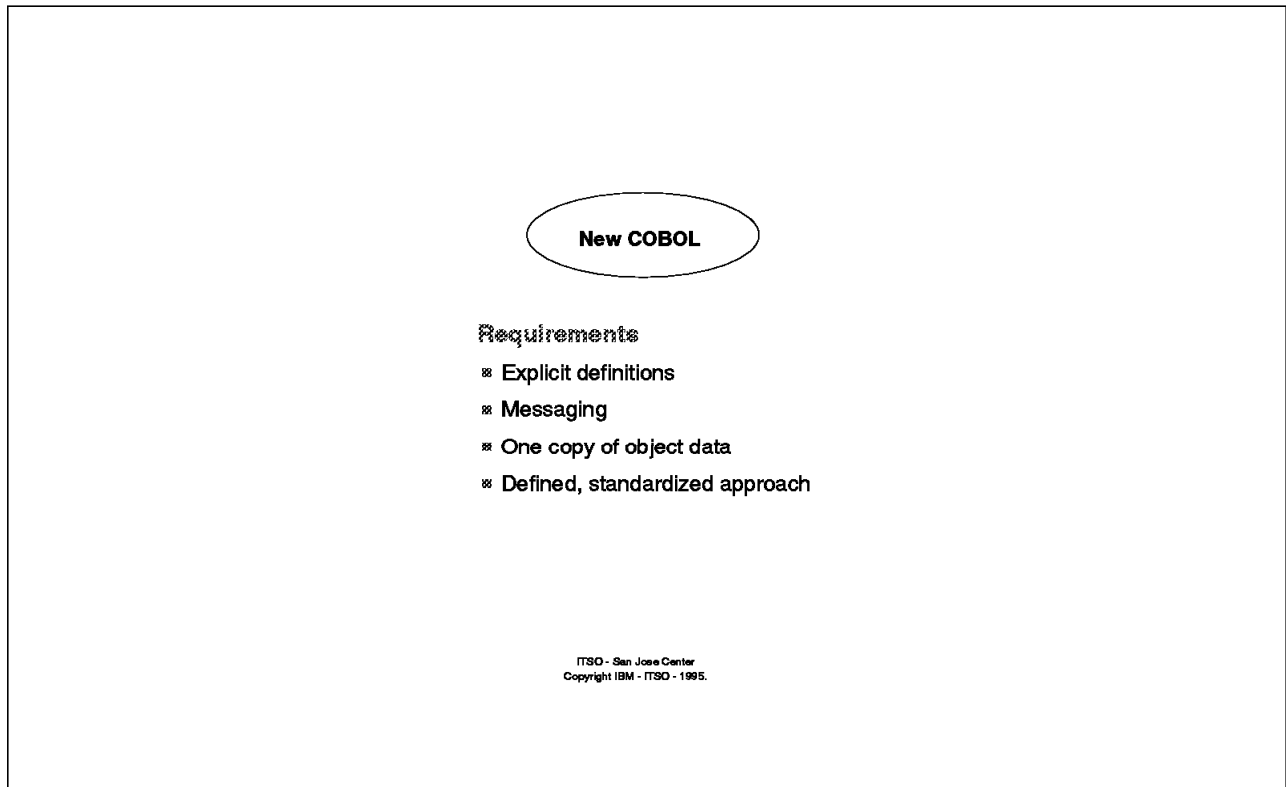 New COBOL
Requirements
Explicit definitions
Messaging
One copy of object data
Defined, standardized approach
ITSO - San Jose Center
Copyright IBM - ITSO - 1995.